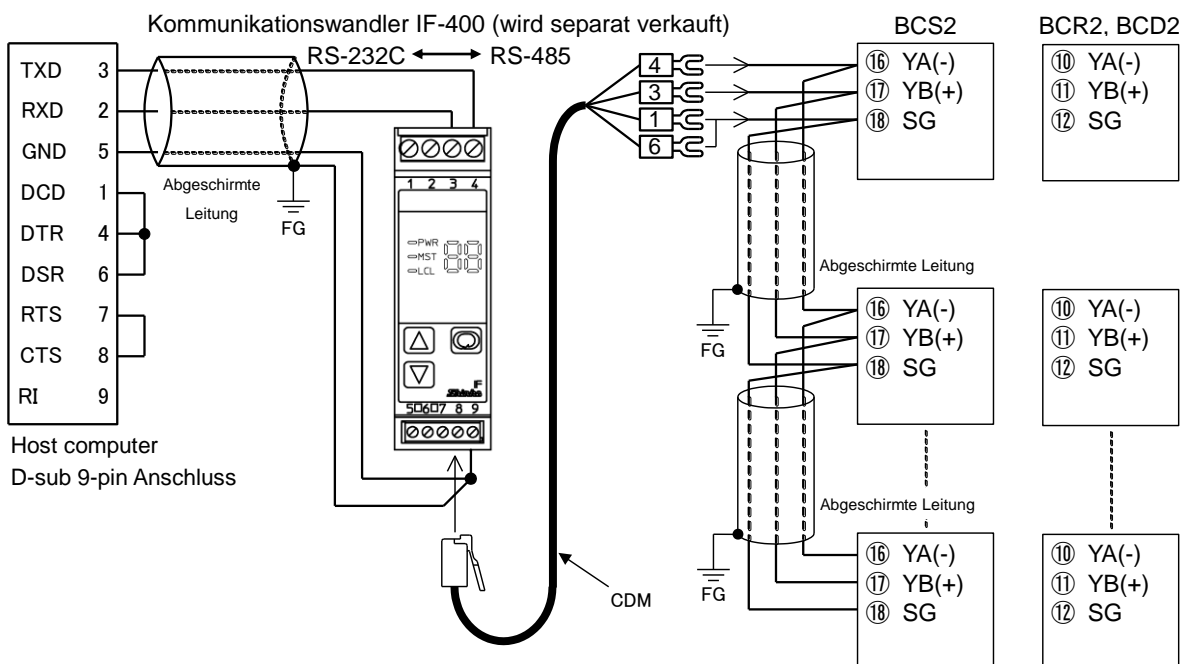 Kommunikationswandler IF-400 (wird separat verkauft)
RS-232C RS-485
TXD 3
RXD 2
GND 5
DCD 1
DTR 4
DSR 6
RTS 7
CTS 8
RI 9
Host computer
D-sub 9-pin Anschluss
Abgeschirmte
Leitung
FG
1 2 3 4
PWR
MST
LCL
IF
Shinko
5 6 7 8 9
CDM
4
3
1
6
BCS2
⑯ YA(-)
⑰ YB(+)
⑱ SG
Abgeschirmte Leitung
FG
⑯ YA(-)
⑰ YB(+)
⑱ SG
Abgeschirmte Leitung
FG
⑯ YA(-)
⑰ YB(+)
⑱ SG
BCR2, BCD2
⑩ YA(-)
⑪ YB(+)
⑫ SG
⑩ YA(-)
⑪ YB(+)
⑫ SG
⑩ YA(-)
⑪ YB(+)
⑫ SG